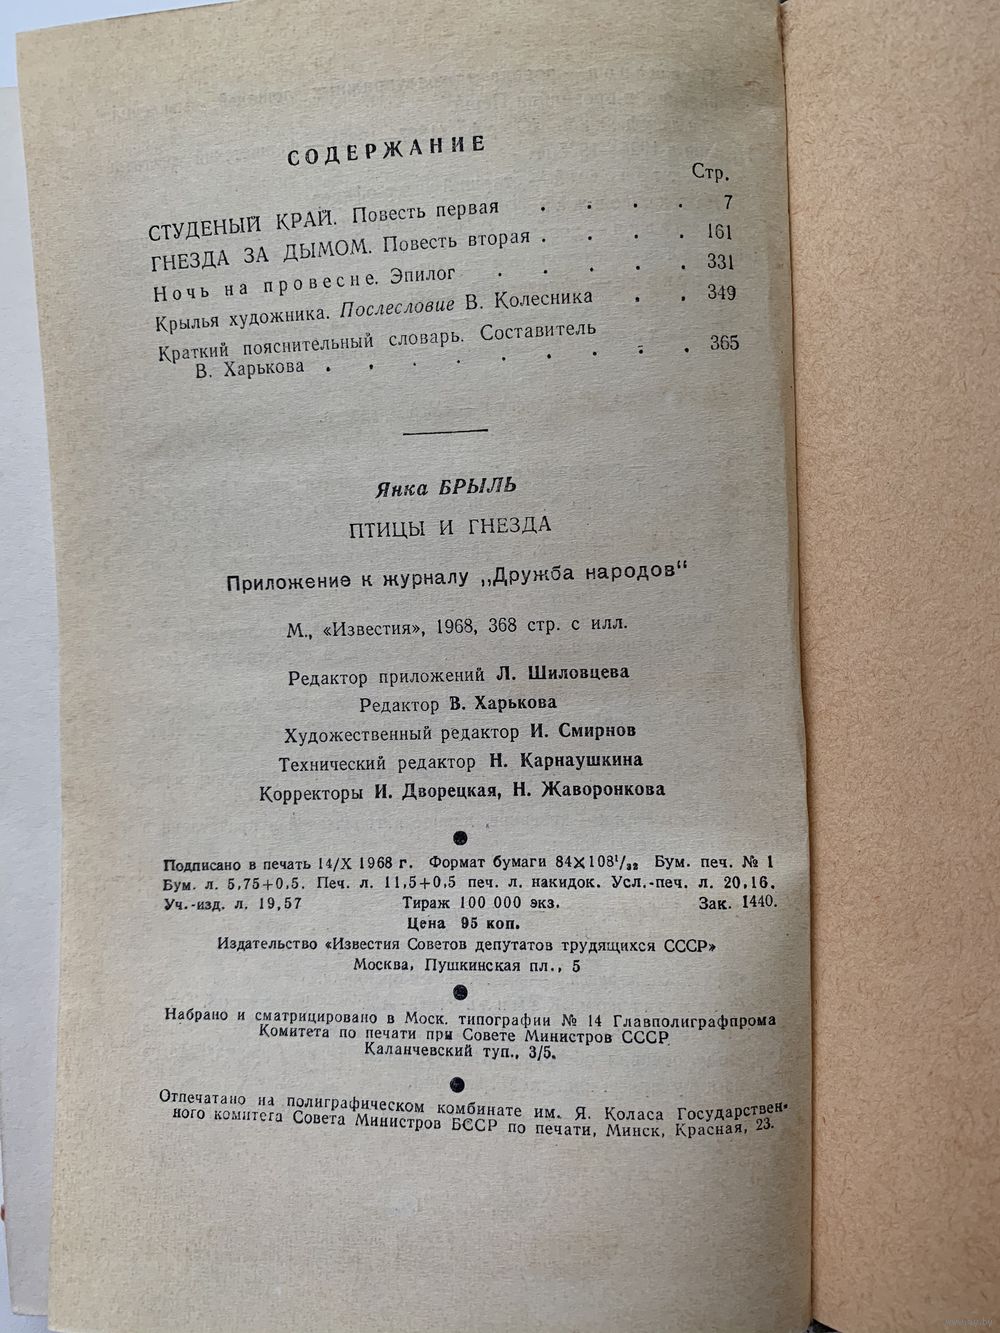 СОДЕРЖАНИЕ
Стр.
СТУДЕНЫЙ КРАЙ. Повесть первая . . . . 7
ГНЕЗДА ЗА ДЫМОМ. Повесть вторая . . . . 161
Ночь на провесне. Эпилог . . . . . 331
Крылья художника. Послесловие В. Колесника . . 349
Краткий пояснительный словарь. Составитель
В. Харькова . . . . . . . . . 365
Янка БРЫЛЬ
ПТИЦЫ И ГНЕЗДА
Приложение к журналу „Дружба народов“
М., «Известия», 1968, 368 стр. с илл.
Редактор приложений Л. Шиловцева
Редактор В. Харькова
Художественный редактор И. Смирнов
Технический редактор Н. Карнаушкина
Корректоры И. Дворецкая, Н. Жаворонкова
Подписано в печать 14/X 1968 г. Формат бумаги 84×108¹/₃₂ Бум. печ. № 1
Бум. л. 5,75+0,5. Печ. л. 11,5+0,5 печ. л. накидок. Усл.-печ. л. 20,16.
Уч.-изд. л. 19,57 Тираж 100 000 экз. Зак. 1440.
Цена 95 коп.
Издательство «Известия Советов депутатов трудящихся СССР»
Москва, Пушкинская пл., 5
Набрано и сматрицировано в Моск. типографии № 14 Главполиграфпрома
Комитета по печати при Совете Министров СССР
Каланчевский туп., 3/5.
Отпечатано на полиграфическом комбинате им. Я. Коласа Государствен-
ного комитета Совета Министров БССР по печати, Минск, Красная, 23.